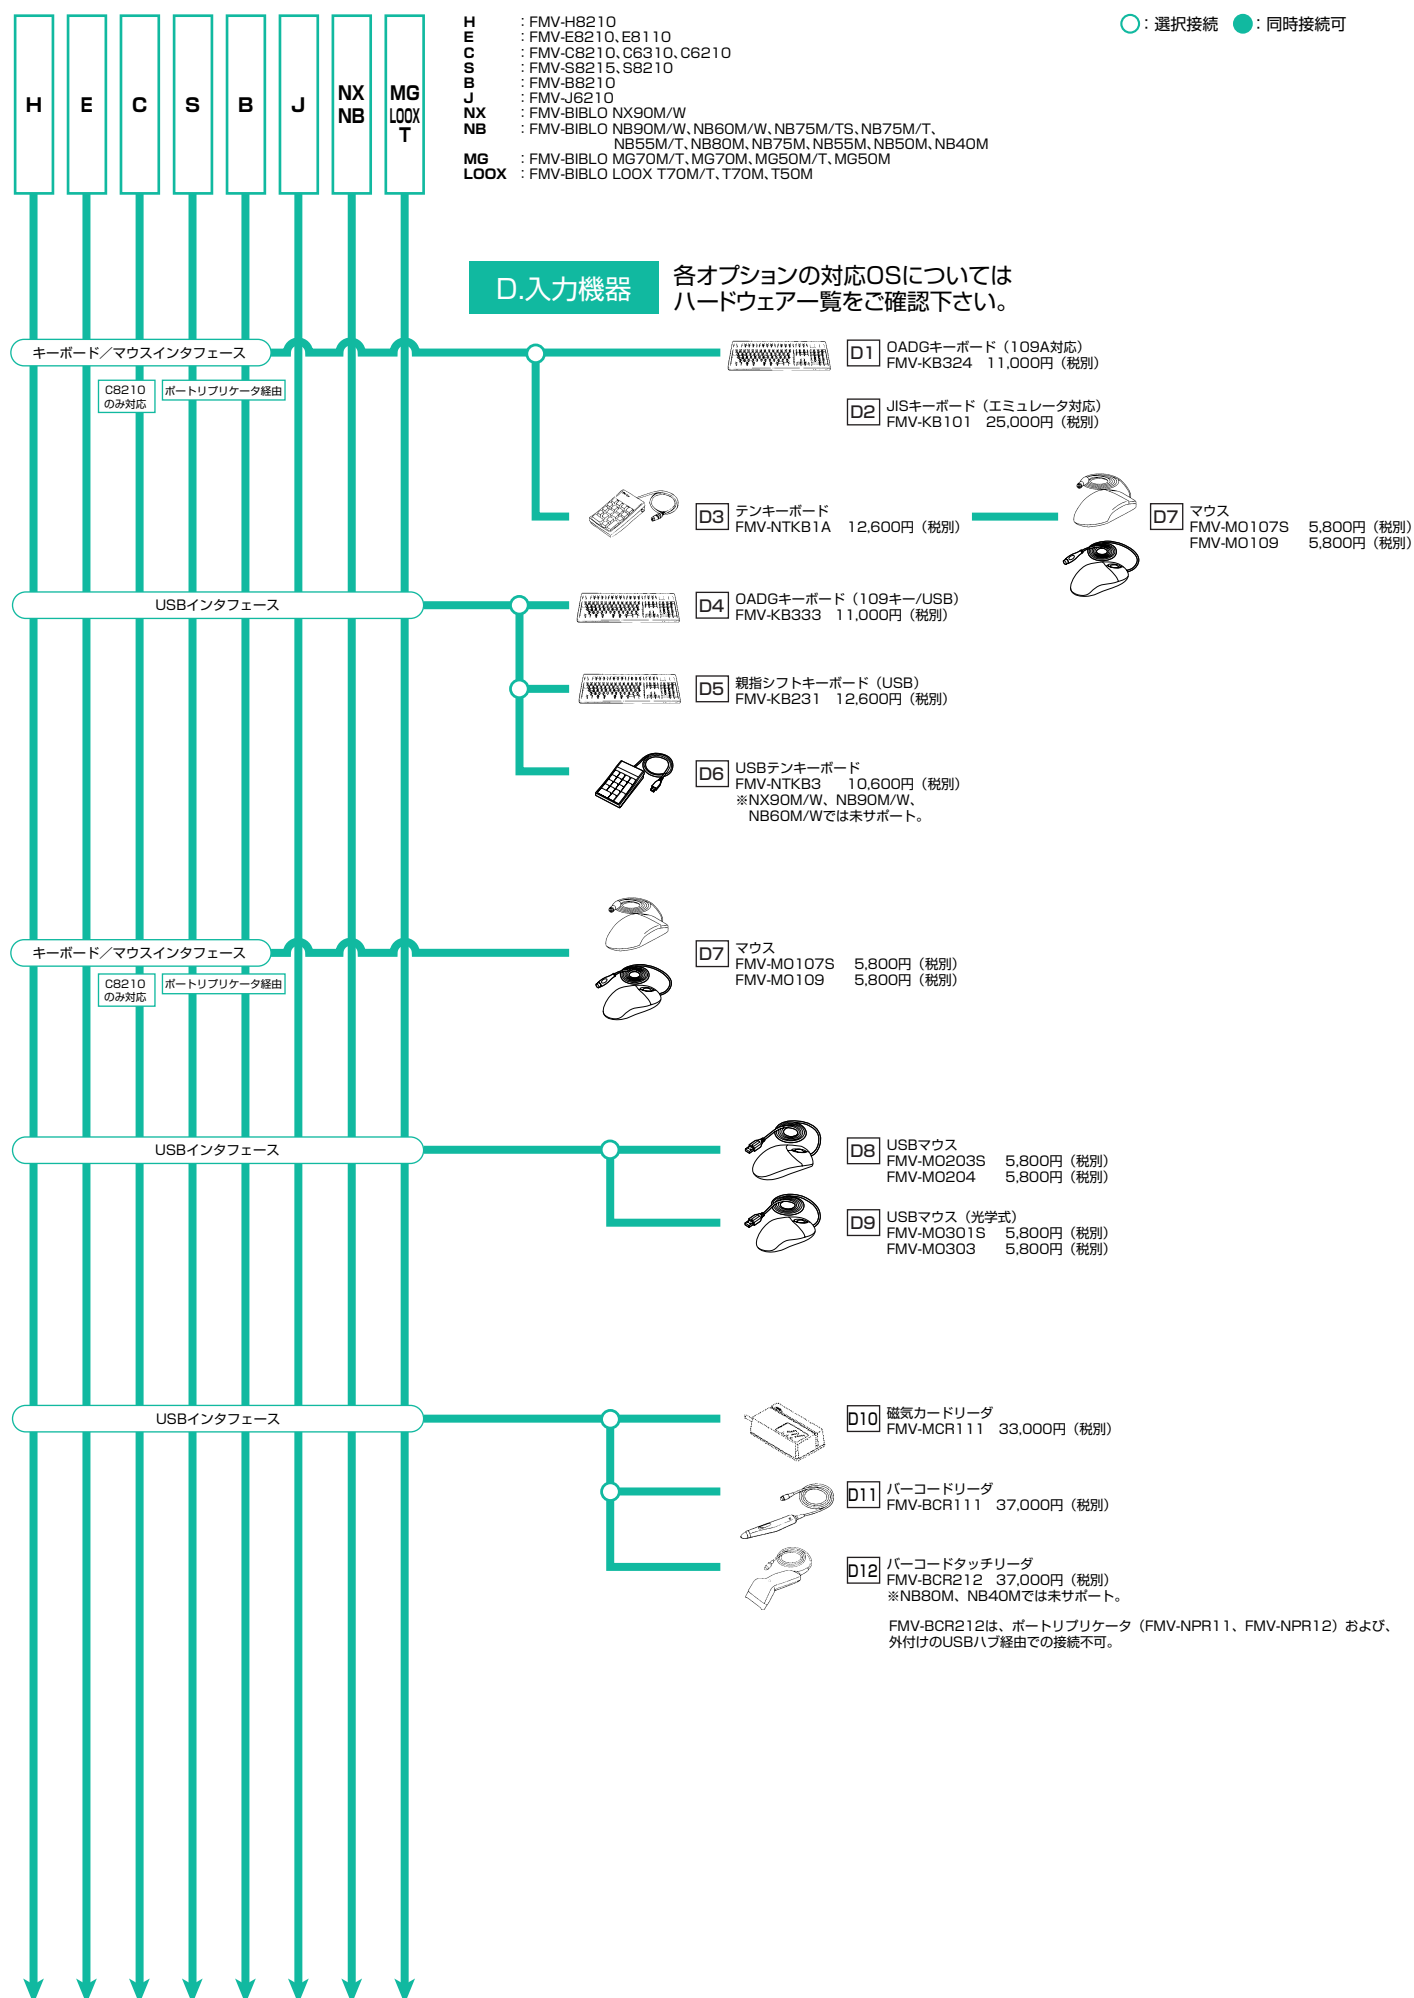 H
E
C
S
B
J
NX
NB
MG
LOOX
T
H : FMV-H8210
E : FMV-E8210、E8110
C : FMV-C8210、C6310、C6210
S : FMV-S8215、S8210
B : FMV-B8210
J : FMV-J6210
NX : FMV-BIBLO NX90M/W
NB : FMV-BIBLO NB90M/W、NB60M/W、NB75M/TS、NB75M/T、
NB55M/T、NB80M、NB75M、NB55M、NB50M、NB40M
MG : FMV-BIBLO MG70M/T、MG70M、MG50M/T、MG50M
LOOX : FMV-BIBLO LOOX T70M/T、T70M、T50M
○：選択接続 ●：同時接続可
D.入力機器
各オプションの対応OSについては
ハードウェア一覧をご確認下さい。
キーボード／マウスインタフェース
C8210
のみ対応
ポートリプリケータ経由
D1 OADGキーボード（109A対応）
FMV-KB324 11,000円（税別）
D2 JISキーボード（エミュレータ対応）
FMV-KB101 25,000円（税別）
D3 テンキーボード
FMV-NTKB1A 12,600円（税別）
D7 マウス
FMV-MO107S 5,800円（税別）
FMV-MO109 5,800円（税別）
USBインタフェース
D4 OADGキーボード（109キー/USB）
FMV-KB333 11,000円（税別）
D5 親指シフトキーボード（USB）
FMV-KB231 12,600円（税別）
D6 USBテンキーボード
FMV-NTKB3 10,600円（税別）
※NX90M/W、NB90M/W、
NB60M/Wでは未サポート。
キーボード／マウスインタフェース
C8210
のみ対応
ポートリプリケータ経由
D7 マウス
FMV-MO107S 5,800円（税別）
FMV-MO109 5,800円（税別）
USBインタフェース
D8 USBマウス
FMV-MO203S 5,800円（税別）
FMV-MO204 5,800円（税別）
D9 USBマウス（光学式）
FMV-MO301S 5,800円（税別）
FMV-MO303 5,800円（税別）
USBインタフェース
D10 磁気カードリーダ
FMV-MCR111 33,000円（税別）
D11 バーコードリーダ
FMV-BCR111 37,000円（税別）
D12 バーコードタッチリーダ
FMV-BCR212 37,000円（税別）
※NB80M、NB40Mでは未サポート。
FMV-BCR212は、ポートリプリケータ（FMV-NPR11、FMV-NPR12）および、
外付けのUSBハブ経由での接続不可。